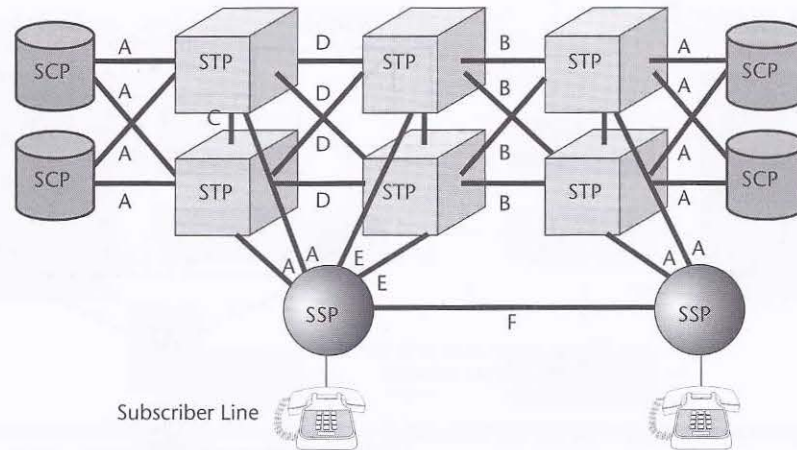 A D B A
SCP STP STP STP SCP
A D B A
C
D B
A A
SCP STP STP STP SCP
A D B A
A A E A A
E
SSP F SSP
Subscriber Line